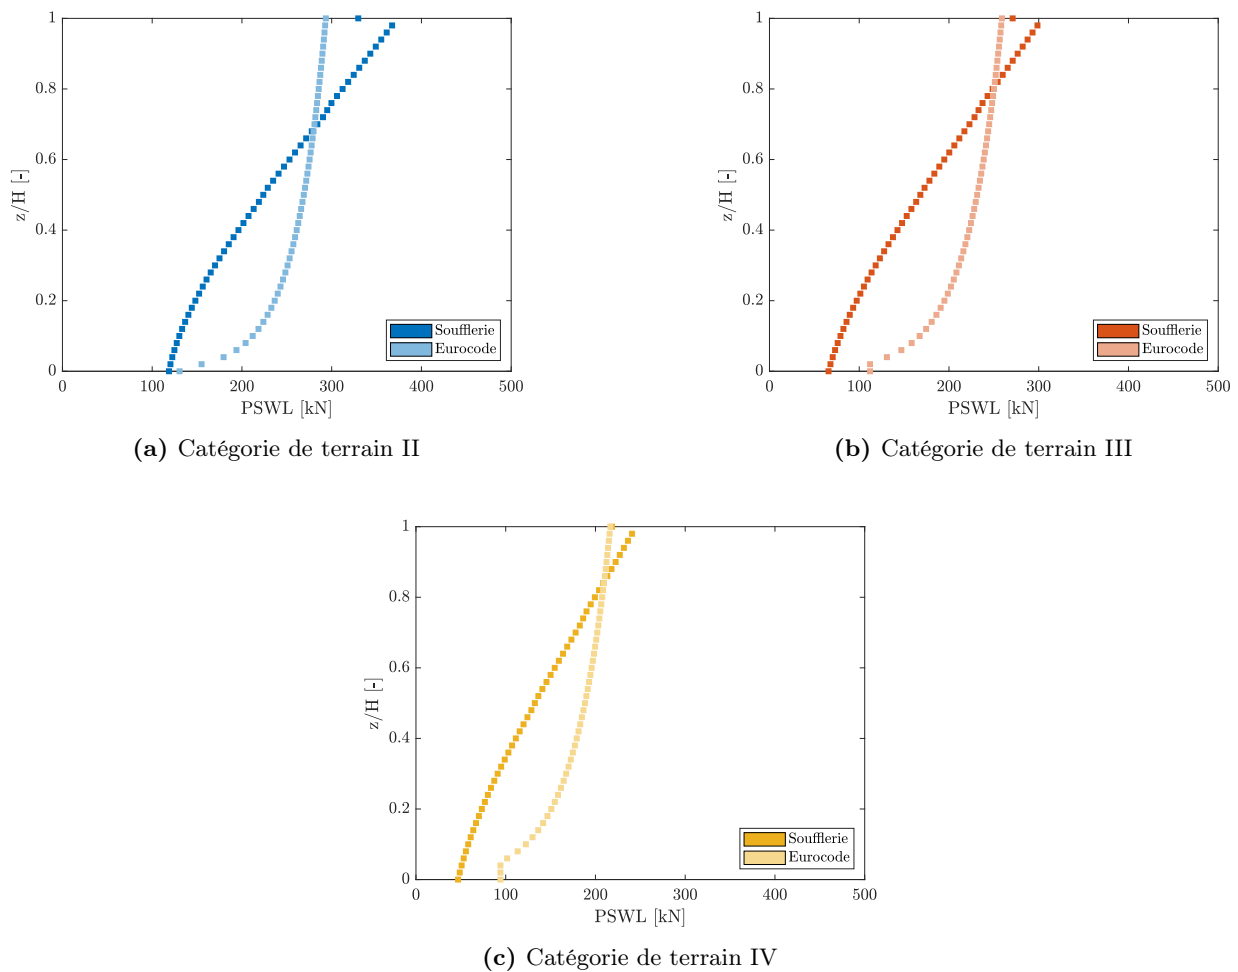 1
0.8
0.6
0.4
0.2
0
z/H [-]
0 100 200 300 400 500
PSWL [kN]
Soufflerie
Eurocode
(a) Catégorie de terrain II
1
0.8
0.6
0.4
0.2
0
z/H [-]
0 100 200 300 400 500
PSWL [kN]
Soufflerie
Eurocode
(b) Catégorie de terrain III
1
0.8
0.6
0.4
0.2
0
z/H [-]
0 100 200 300 400 500
PSWL [kN]
Soufflerie
Eurocode
(c) Catégorie de terrain IV